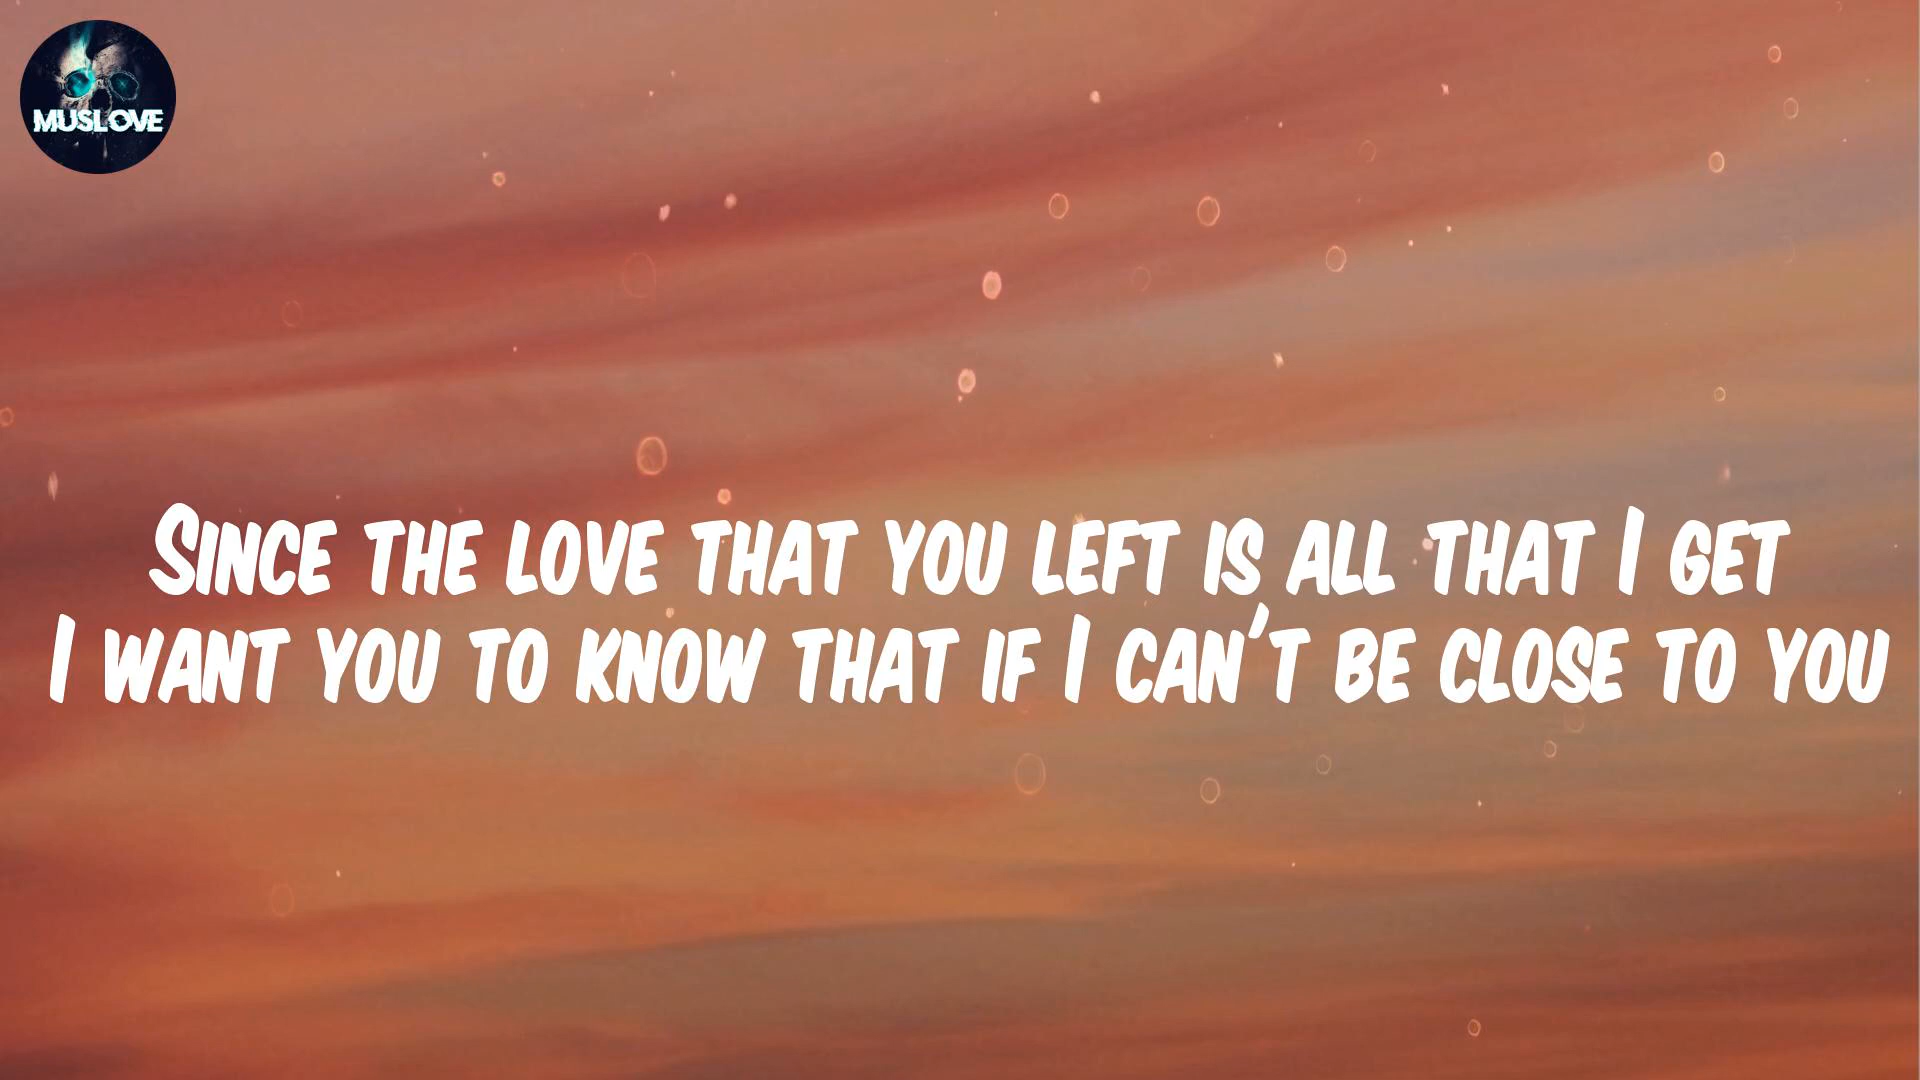 MUSLOVE
Since the love that you left is all that I get
I want you to know that if I can't be close to you